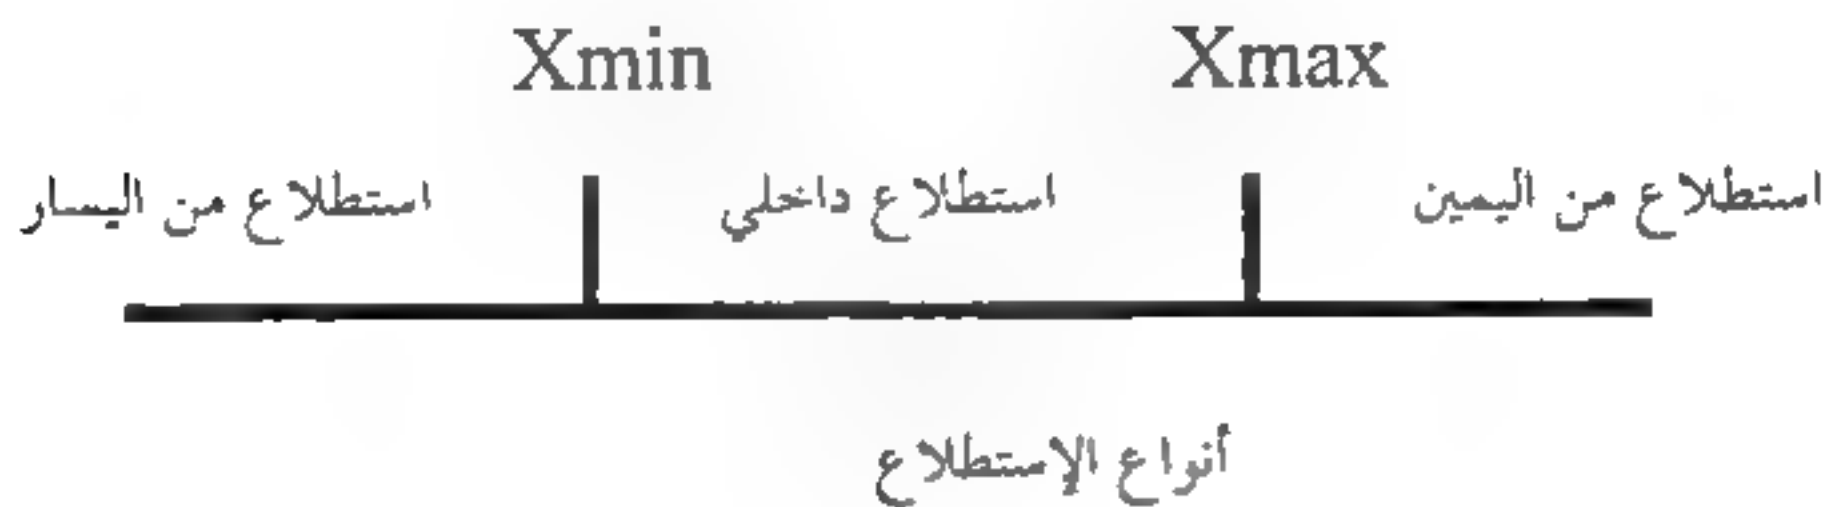 Xmin Xmax
استطلاع من اليسار استطلاع داخلي استطلاع من اليمين
أنواع الإستطلاع